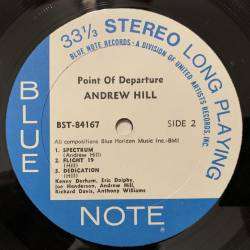 33⅓ STEREO LONG PLAYING
BLUE NOTE RECORDS • A DIVISION OF UNITED ARTISTS RECORDS, INC.
Point Of Departure
ANDREW HILL
BST-84167
SIDE 2
All compositions Blue Horizon Music Inc.-BMI
1. SPECTRUM
(Andrew Hill)
2. FLIGHT 19
(Hill)
3. DEDICATION
(Hill)
Kenny Dorham, Eric Dolphy,
Joe Henderson, Andrew Hill,
Richard Davis, Anthony Williams
BLUE
NOTE